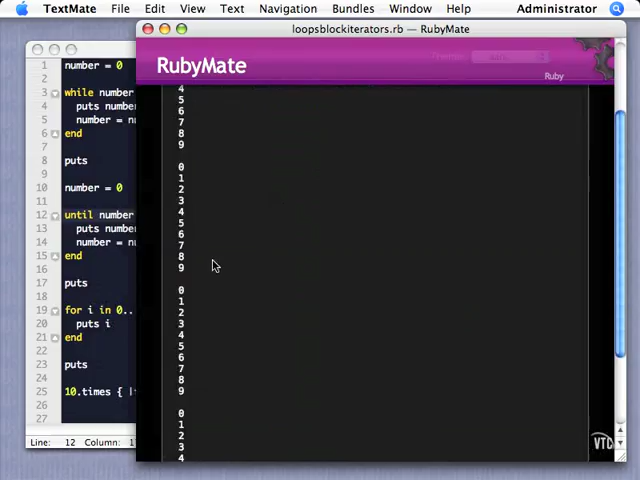 TextMate File Edit View Text Navigation Bundles Window Help Administrator
loopsblockiterators.rb — RubyMate
RubyMate
Ruby
1 number = 0
2
3 while number
4 puts number
5 number = n
6 end
7
8 puts
9
10 number = 0
11
12 until number
13 puts number
14 number = n
15 end
16
17 puts
18
19 for i in 0..
20 puts i
21 end
22
23 puts
24
25 10.times { |
26
27
Line: 12 Column: 1
4
5
6
7
8
9
0
1
2
3
4
5
6
7
8
9
0
1
2
3
4
5
6
7
8
9
0
1
2
3
4
VTC